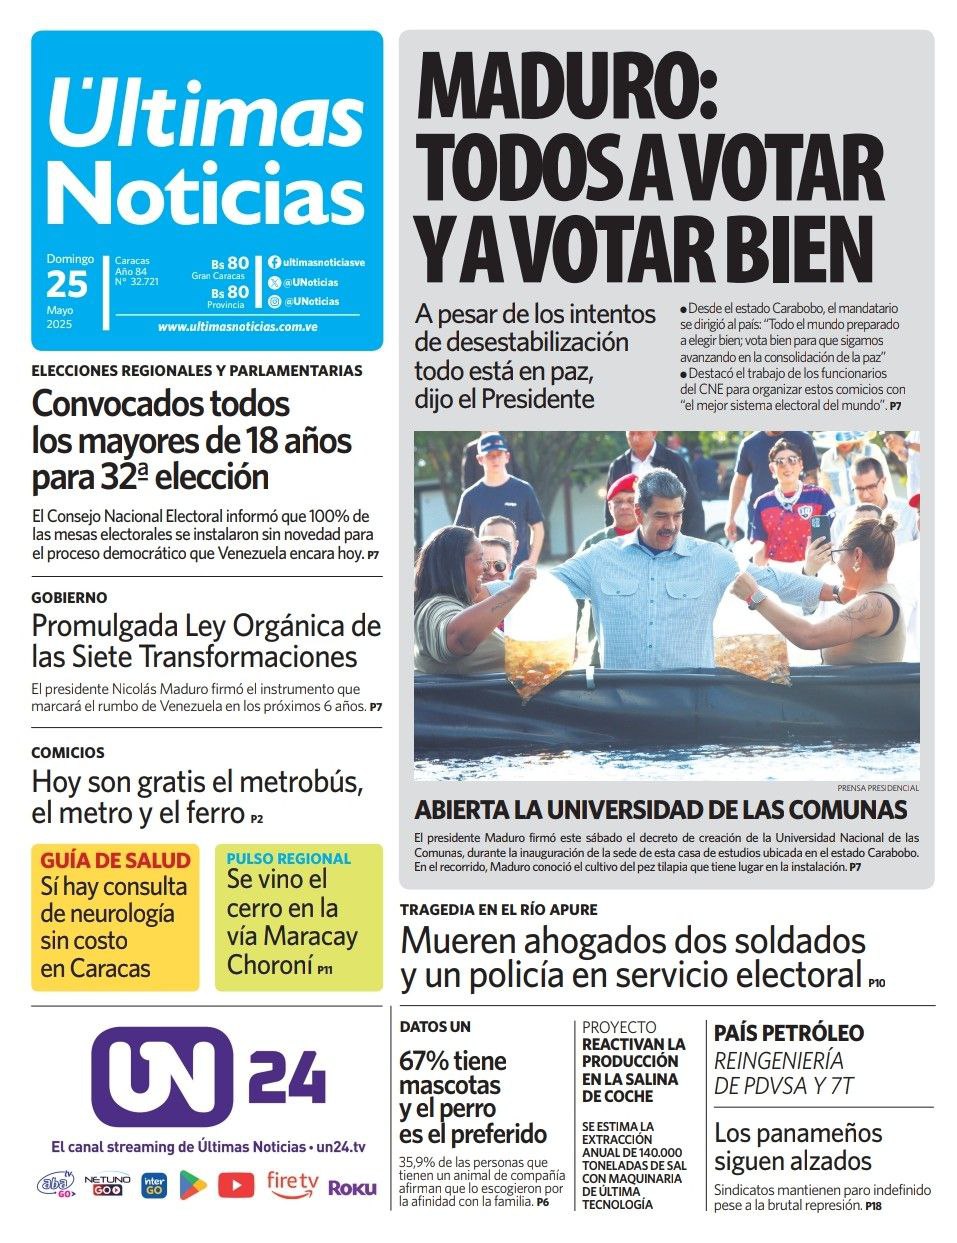 Últimas
Noticias
Domingo
25
Mayo
2025
Caracas
Año 84
N° 32.721
Bs 80
Gran Caracas
Bs 80
Provincia
ultimasnoticiasve
@UNoticias
@UNoticias
www.ultimasnoticias.com.ve
MADURO:
TODOS A VOTAR
Y A VOTAR BIEN
A pesar de los intentos
de desestabilización
todo está en paz,
dijo el Presidente
● Desde el estado Carabobo, el mandatario
se dirigió al país: “Todo el mundo preparado
a elegir bien; vota bien para que sigamos
avanzando en la consolidación de la paz”
● Destacó el trabajo de los funcionarios
del CNE para organizar estos comicios con
“el mejor sistema electoral del mundo”. P7
PRENSA PRESIDENCIAL
ABIERTA LA UNIVERSIDAD DE LAS COMUNAS
El presidente Maduro firmó este sábado el decreto de creación de la Universidad Nacional de las
Comunas, durante la inauguración de la sede de esta casa de estudios ubicada en el estado Carabobo.
En el recorrido, Maduro conoció el cultivo del pez tilapia que tiene lugar en la instalación. P7
ELECCIONES REGIONALES Y PARLAMENTARIAS
Convocados todos
los mayores de 18 años
para 32ª elección
El Consejo Nacional Electoral informó que 100% de
las mesas electorales se instalaron sin novedad para
el proceso democrático que Venezuela encara hoy. P7
GOBIERNO
Promulgada Ley Orgánica de
las Siete Transformaciones
El presidente Nicolás Maduro firmó el instrumento que
marcará el rumbo de Venezuela en los próximos 6 años. P7
COMICIOS
Hoy son gratis el metrobús,
el metro y el ferro P2
GUÍA DE SALUD
Sí hay consulta
de neurología
sin costo
en Caracas
PULSO REGIONAL
Se vino el
cerro en la
vía Maracay
Choroní P11
TRAGEDIA EN EL RÍO APURE
Mueren ahogados dos soldados
y un policía en servicio electoral P10
UN 24
El canal streaming de Últimas Noticias · un24.tv
aba tv GO
NETUNO GO
inter GO
fire tv
ROKU
DATOS UN
67% tiene
mascotas
y el perro
es el preferido
35,9% de las personas que
tienen un animal de compañía
afirman que lo escogieron por
la afinidad con la familia. P6
PROYECTO
REACTIVAN LA
PRODUCCIÓN
EN LA SALINA
DE COCHE
SE ESTIMA LA
EXTRACCIÓN
ANUAL DE 140.000
TONELADAS DE SAL
CON MAQUINARIA
DE ÚLTIMA
TECNOLOGÍA
PAÍS PETRÓLEO
REINGENIERÍA
DE PDVSA Y 7T
Los panameños
siguen alzados
Sindicatos mantienen paro indefinido
pese a la brutal represión. P18